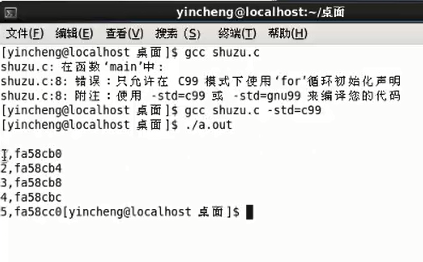 yincheng@localhost:~/桌面
文件(F) 编辑(E) 查看(V) 搜索 (S) 终端(T) 帮助(H)
[yincheng@localhost 桌面]$ gcc shuzu.c
shuzu.c: 在函数‘main’中:
shuzu.c:8: 错误：只允许在 C99 模式下使用‘for’循环初始化声明
shuzu.c:8: 附注：使用 -std=c99 或 -std=gnu99 来编译您的代码
[yincheng@localhost 桌面]$ gcc shuzu.c -std=c99
[yincheng@localhost 桌面]$ ./a.out
1,fa58cb0
2,fa58cb4
3,fa58cb8
4,fa58cbc
5,fa58cc0[yincheng@localhost 桌面]$